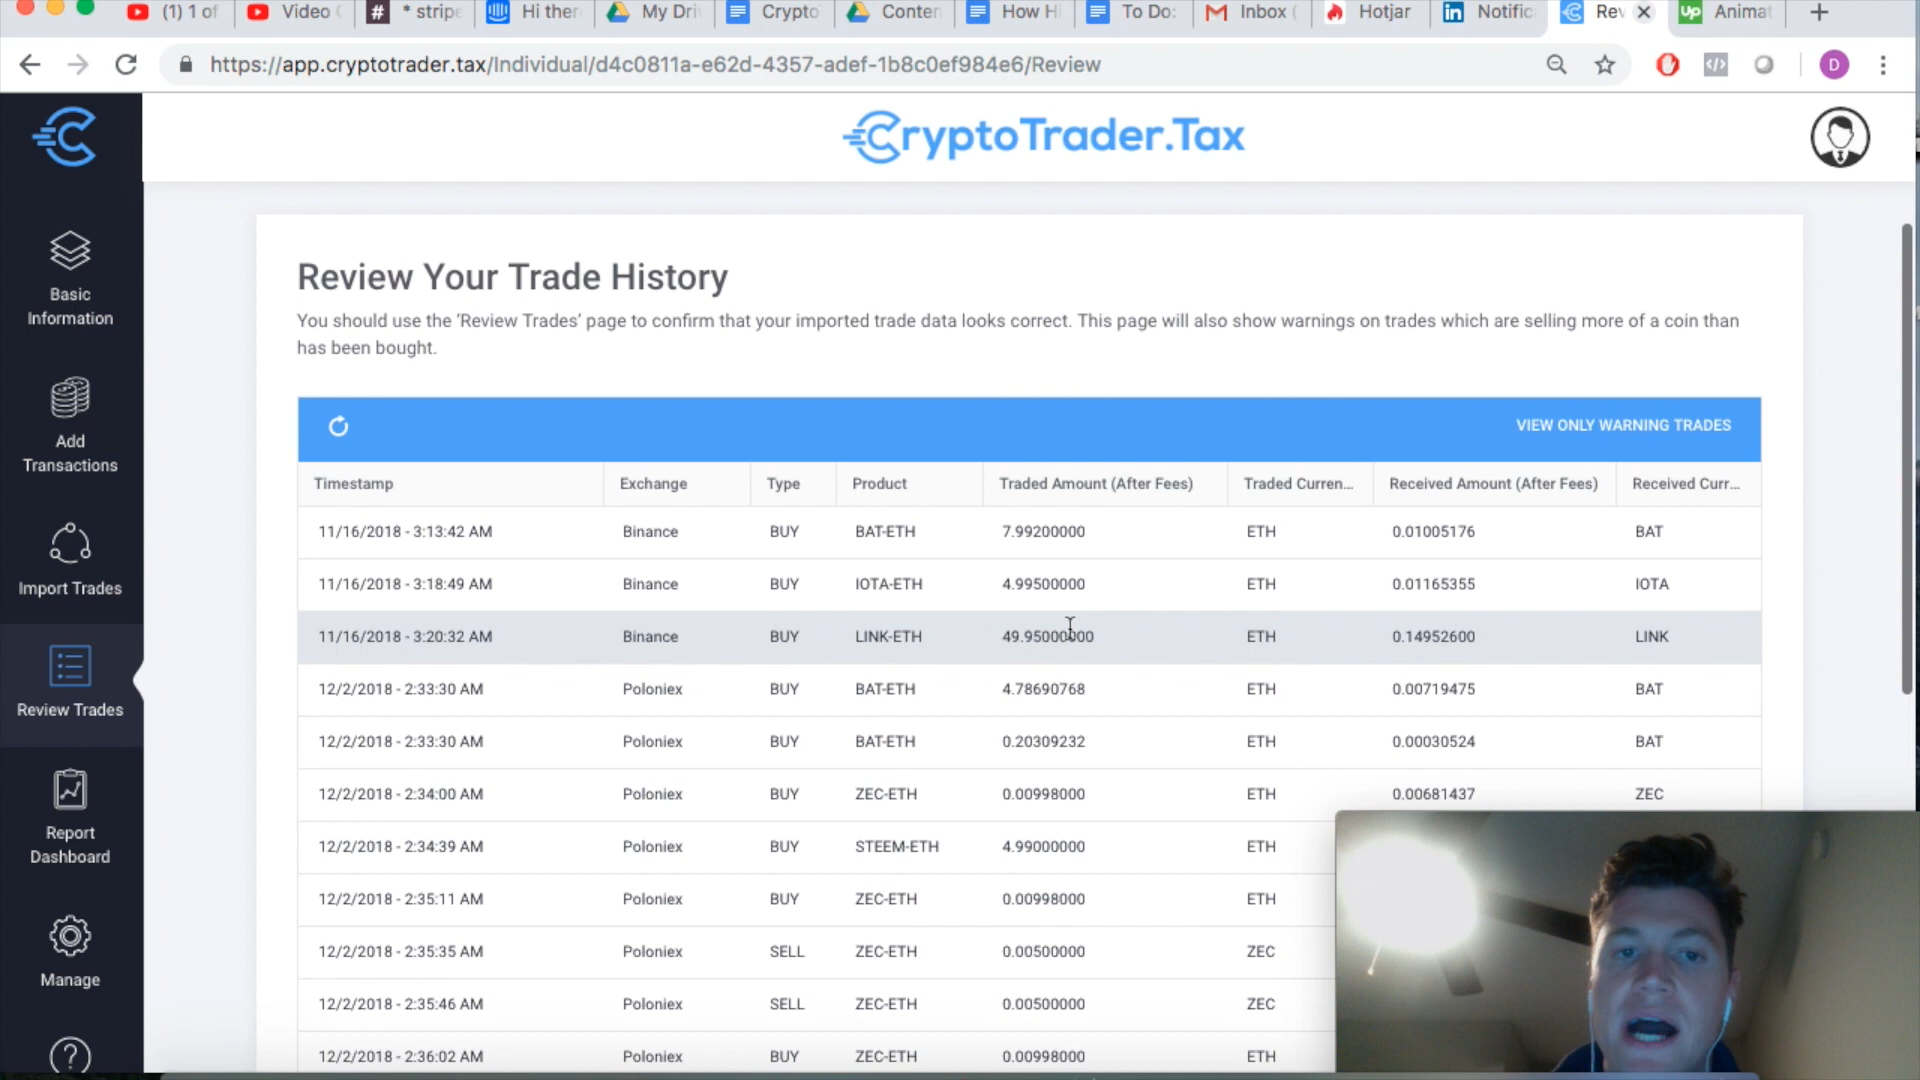 (1) 1 of
Video
* stripe
Hi ther
My Dri
Crypto
Conten
How Hi
To Do:
Inbox (
Hotjar
Notific
Rev
Up
Animat
https://app.cryptotrader.tax/Individual/d4c0811a-e62d-4357-adef-1b8c0ef984e6/Review
D
CryptoTrader.Tax
Basic
Information
Add
Transactions
Import Trades
Review Trades
Report
Dashboard
Manage
Review Your Trade History
You should use the 'Review Trades' page to confirm that your imported trade data looks correct. This page will also show warnings on trades which are selling more of a coin than
has been bought.
VIEW ONLY WARNING TRADES
Timestamp Exchange Type Product Traded Amount (After Fees) Traded Curren... Received Amount (After Fees) Received Curr...
11/16/2018 - 3:13:42 AM Binance BUY BAT-ETH 7.99200000 ETH 0.01005176 BAT
11/16/2018 - 3:18:49 AM Binance BUY IOTA-ETH 4.99500000 ETH 0.01165355 IOTA
11/16/2018 - 3:20:32 AM Binance BUY LINK-ETH 49.95000000 ETH 0.14952600 LINK
12/2/2018 - 2:33:30 AM Poloniex BUY BAT-ETH 4.78690768 ETH 0.00719475 BAT
12/2/2018 - 2:33:30 AM Poloniex BUY BAT-ETH 0.20309232 ETH 0.00030524 BAT
12/2/2018 - 2:34:00 AM Poloniex BUY ZEC-ETH 0.00998000 ETH 0.00681437 ZEC
12/2/2018 - 2:34:39 AM Poloniex BUY STEEM-ETH 4.99000000 ETH
12/2/2018 - 2:35:11 AM Poloniex BUY ZEC-ETH 0.00998000 ETH
12/2/2018 - 2:35:35 AM Poloniex SELL ZEC-ETH 0.00500000 ZEC
12/2/2018 - 2:35:46 AM Poloniex SELL ZEC-ETH 0.00500000 ZEC
12/2/2018 - 2:36:02 AM Poloniex BUY ZEC-ETH 0.00998000 ETH